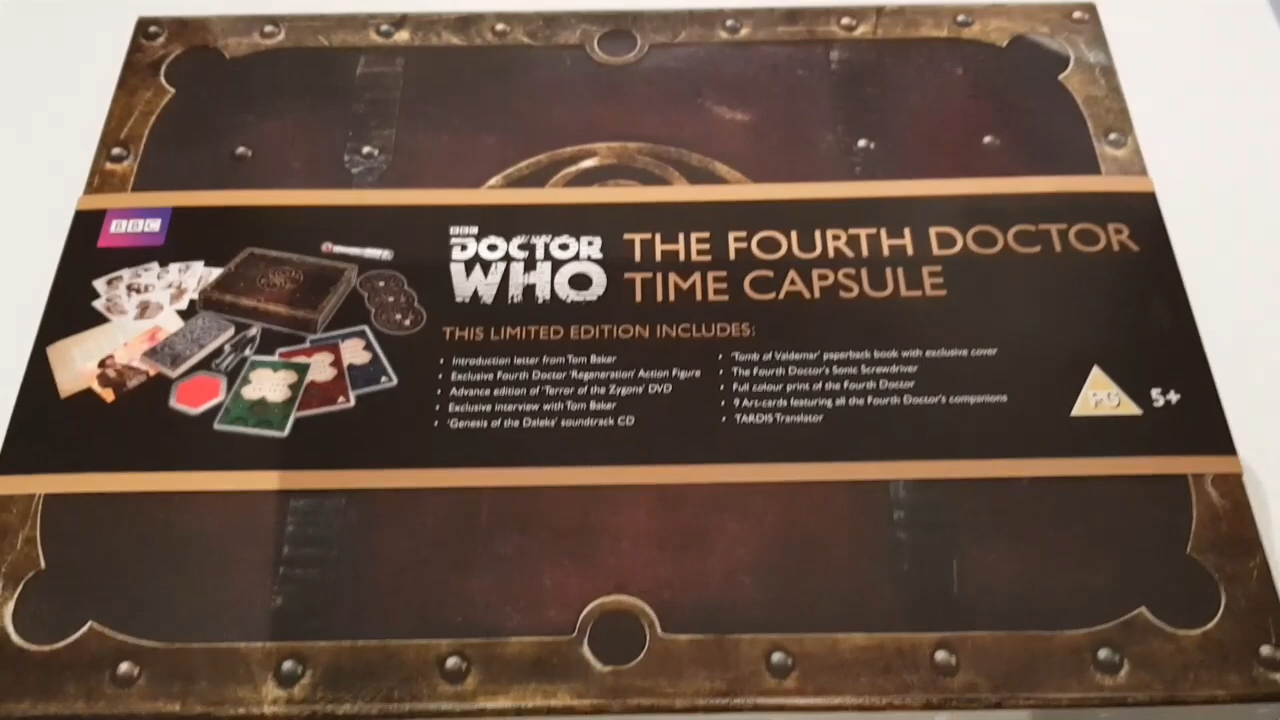 BBC
BBC
DOCTOR
WHO
THE FOURTH DOCTOR
TIME CAPSULE
THIS LIMITED EDITION INCLUDES:
• Introduction letter from Tom Baker
• Exclusive Fourth Doctor 'Regeneration' Action Figure
• Advance edition of 'Terror of the Zygons' DVD
• Exclusive interview with Tom Baker
• 'Genesis of the Daleks' soundtrack CD
• 'Tomb of Valdemar' paperback book with exclusive cover
• The Fourth Doctor's Sonic Screwdriver
• Full colour print of the Fourth Doctor
• 9 Art-cards featuring all the Fourth Doctor's companions
• TARDIS Translator
PG
5+